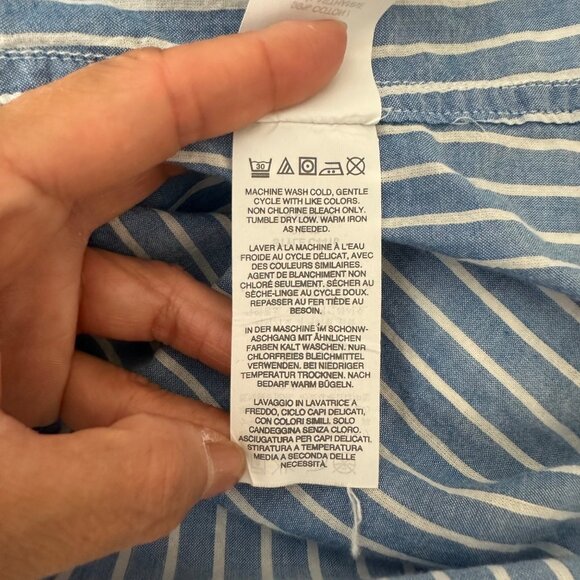 30
MACHINE WASH COLD, GENTLE
CYCLE WITH LIKE COLORS.
NON CHLORINE BLEACH ONLY.
TUMBLE DRY LOW. WARM IRON
AS NEEDED.
LAVER À LA MACHINE À L'EAU
FROIDE AU CYCLE DÉLICAT, AVEC
DES COULEURS SIMILAIRES.
AGENT DE BLANCHIMENT NON
CHLORÉ SEULEMENT. SÉCHER AU
SÈCHE-LINGE AU CYCLE DOUX.
REPASSER AU FER TIÈDE AU
BESOIN.
IN DER MASCHINE IM SCHONW-
ASCHGANG MIT ÄHNLICHEN
FARBEN KALT WASCHEN. NUR
CHLORFREIES BLEICHMITTEL
VERWENDEN. BEI NIEDRIGER
TEMPERATUR TROCKNEN. NACH
BEDARF WARM BÜGELN.
LAVAGGIO IN LAVATRICE A
FREDDO, CICLO CAPI DELICATI,
CON COLORI SIMILI. SOLO
CANDEGGINA SENZA CLORO.
ASCIUGATURA PER CAPI DELICATI.
STIRATURA A TEMPERATURA
MEDIA A SECONDA DELLE
NECESSITÀ.